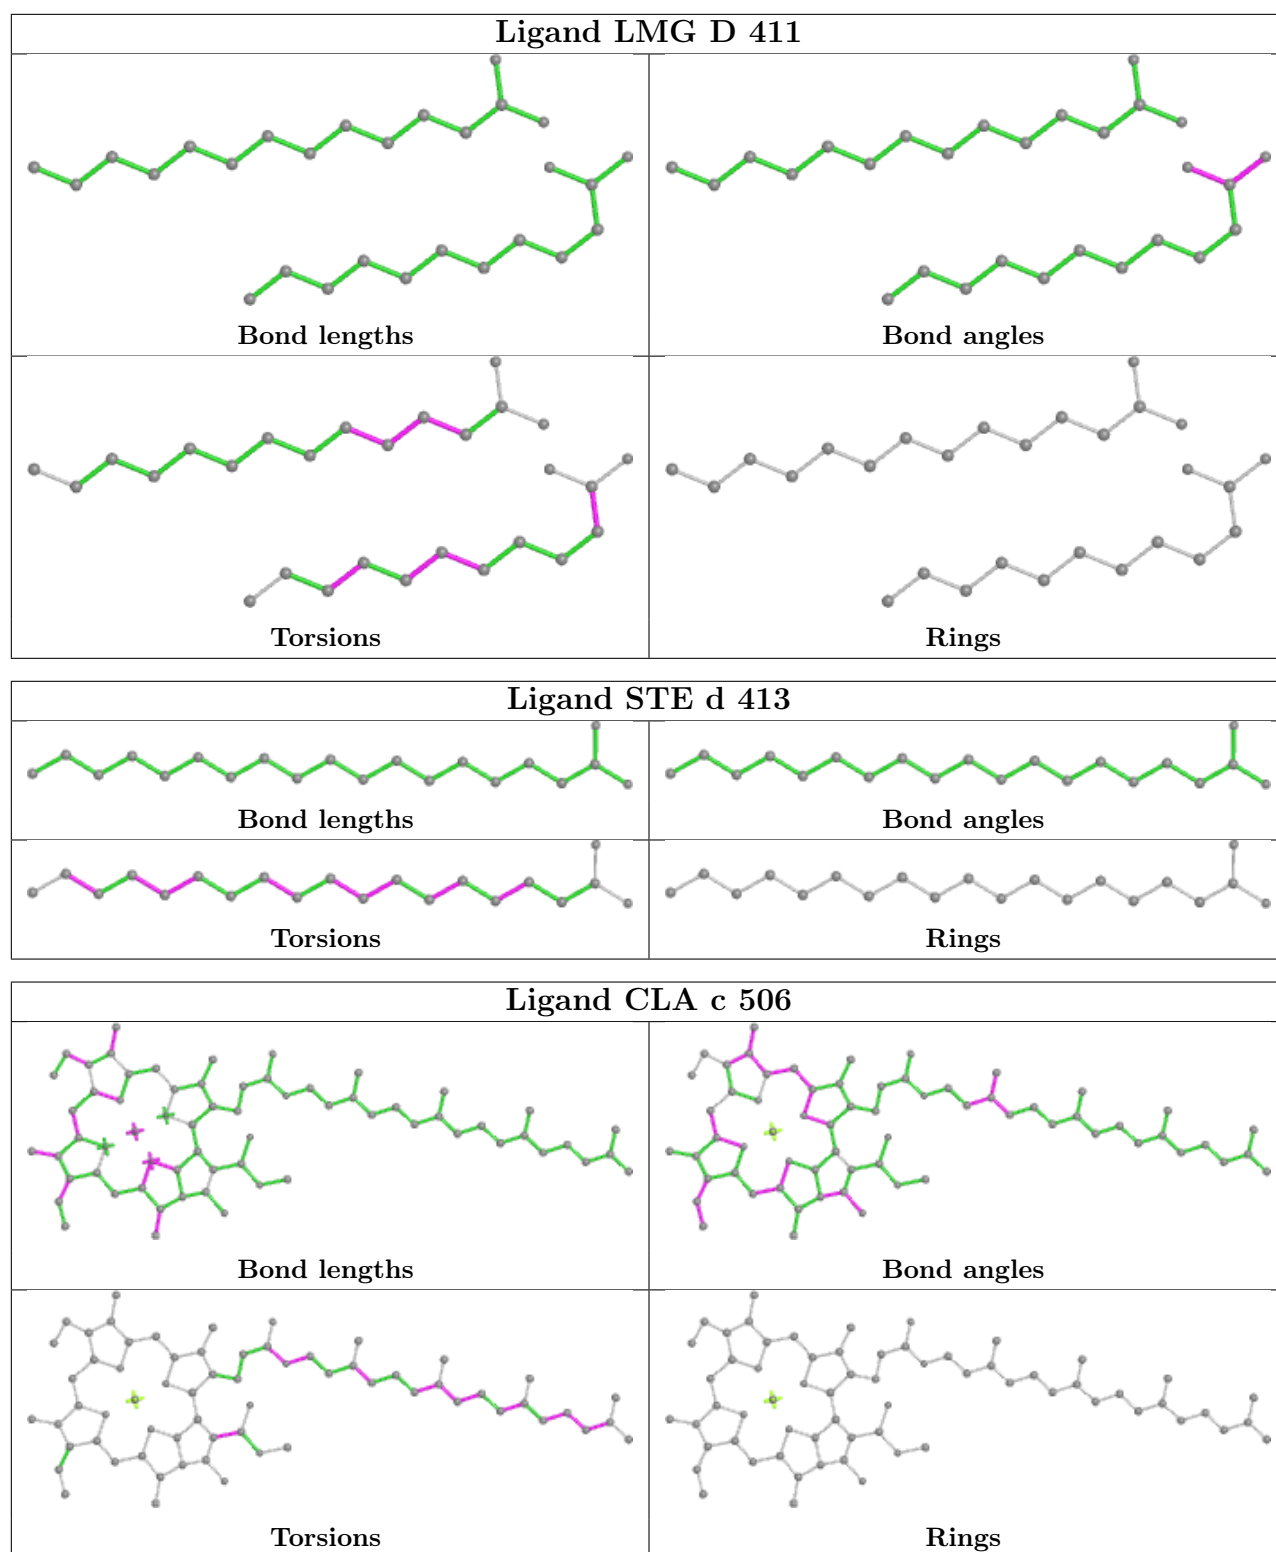 Ligand LMG D 411
Bond lengths
Bond angles
Torsions
Rings
Ligand STE d 413
Bond lengths
Bond angles
Torsions
Rings
Ligand CLA c 506
Bond lengths
Bond angles
Torsions
Rings